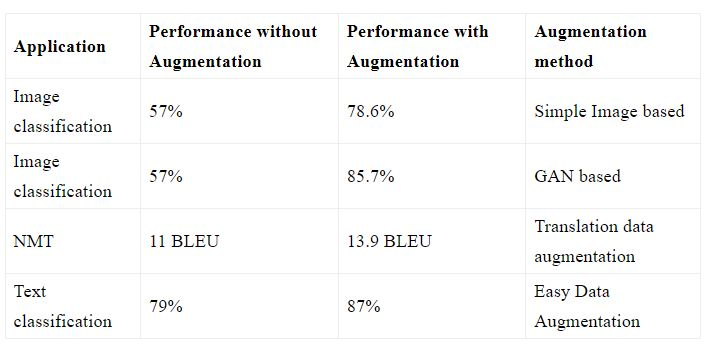 Application
Performance without
Augmentation
Performance with
Augmentation
Augmentation
method
Image
classification
57%
78.6%
Simple Image based
Image
classification
57%
85.7%
GAN based
NMT
11 BLEU
13.9 BLEU
Translation data
augmentation
Text
classification
79%
87%
Easy Data
Augmentation